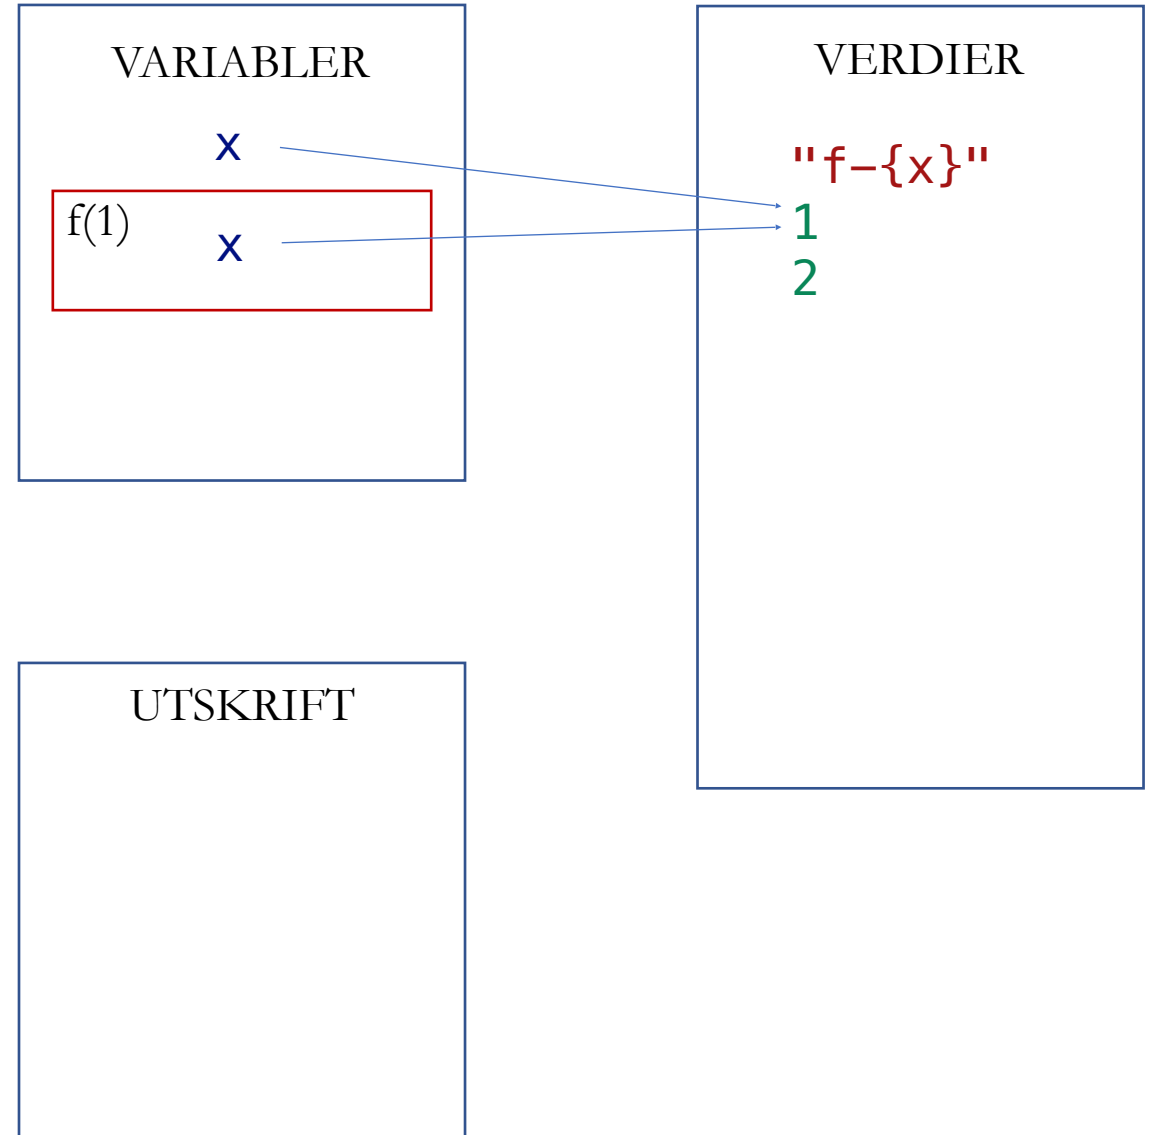 VARIABLER
x
f(1)
x
VERDIER
"f-{x}"
1
2
UTSKRIFT